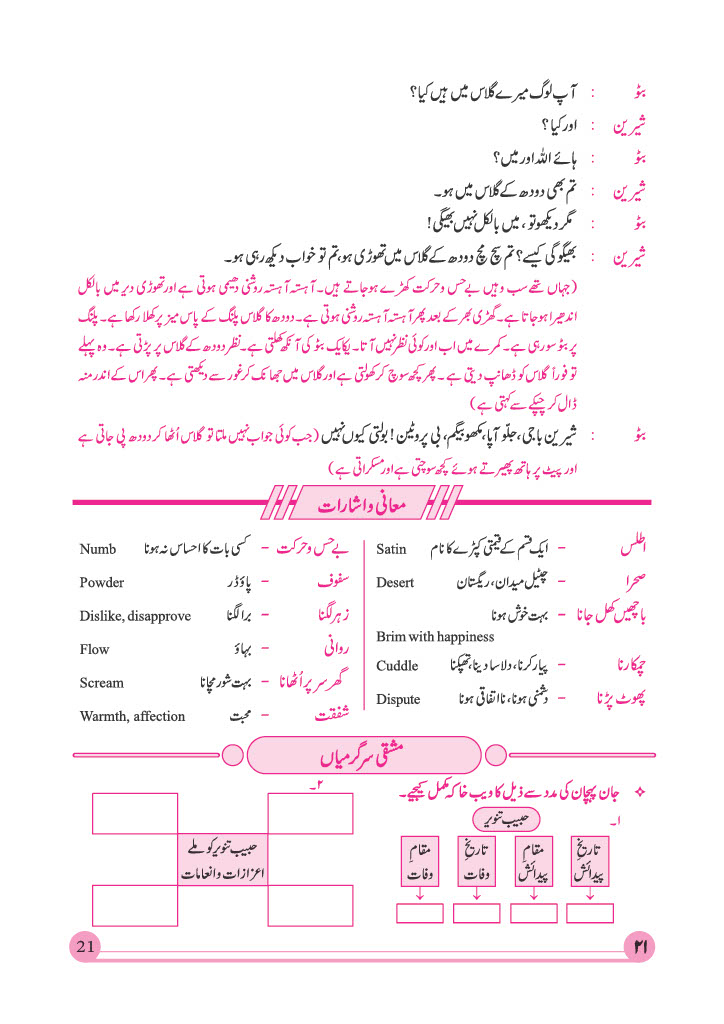 بٹو : آپ لوگ میرے گلاس میں ہیں کیا؟
شیرین : اور کیا؟
بٹو : ہائے اللہ اور میں؟
شیرین : تم بھی دودھ کے گلاس میں ہو۔
بٹو : مگر دیکھو تو ، میں بالکل نہیں بھیگی!
شیرین : بھیگو گی کیسے؟ تم سچ مچ دودھ کے گلاس میں تھوڑی ہو، تم تو خواب دیکھ رہی ہو۔
(جہاں تھے سب وہیں بے حس و حرکت کھڑے ہو جاتے ہیں۔ آہستہ آہستہ روشنی دھیمی ہوتی ہے اور تھوڑی دیر میں بالکل
اندھیرا ہو جاتا ہے۔ گھڑی بھر کے بعد پھر آہستہ آہستہ روشنی ہوتی ہے۔ دودھ کا گلاس پلنگ کے پاس میز پر کھلا رکھا ہے۔ پلنگ
پر بٹو سو رہی ہے۔ کمرے میں اب اور کوئی نظر نہیں آتا۔ یکایک بٹو کی آنکھ کھلتی ہے۔ نظر دودھ کے گلاس پر پڑتی ہے۔ وہ پہلے
تو فوراً گلاس کو ڈھانپ دیتی ہے ۔ پھر کچھ سوچ کر کھولتی ہے اور گلاس میں جھانک کر غور سے دیکھتی ہے۔ پھر اس کے اندر منہ
ڈال کر چپکے سے کہتی ہے)
بٹو : شیرین باجی، جلّو آپا، مکھو بیگم، بی پروٹین! بولتی کیوں نہیں (جب کوئی جواب نہیں ملتا تو گلاس اُٹھا کر دودھ پی جاتی ہے
اور پیٹ پر ہاتھ پھیرتے ہوئے کچھ سوچتی ہے اور مسکراتی ہے)
معانی و اشارات
اطلس – ایک قسم کے قیمتی کپڑے کا نام Satin
صحرا – چٹیل میدان، ریگستان Desert
باچھیں کھل جانا – بہت خوش ہونا
Brim with happiness
چمکارنا – پیار کرنا، دلاسا دینا، تھپکنا Cuddle
پھوٹ پڑنا – دشمنی ہونا، نااتفاقی ہونا Dispute
بے حس و حرکت – کسی بات کا احساس نہ ہونا Numb
سفوف – پاؤڈر Powder
زہر لگنا – برا لگنا Dislike, disapprove
روانی – بہاؤ Flow
گھر سر پر اُٹھانا – بہت شور مچانا Scream
شفقت – محبت Warmth, affection
مشقی سرگرمیاں
❖ جان پہچان کی مدد سے ذیل کا ویب خاکہ مکمل کیجیے۔
۱۔
حبیب تنویر
تاریخِ پیدائش
مقامِ پیدائش
تاریخِ وفات
مقامِ وفات
۲۔
حبیب تنویر کو ملے
اعزازات و انعامات
۲۱
21